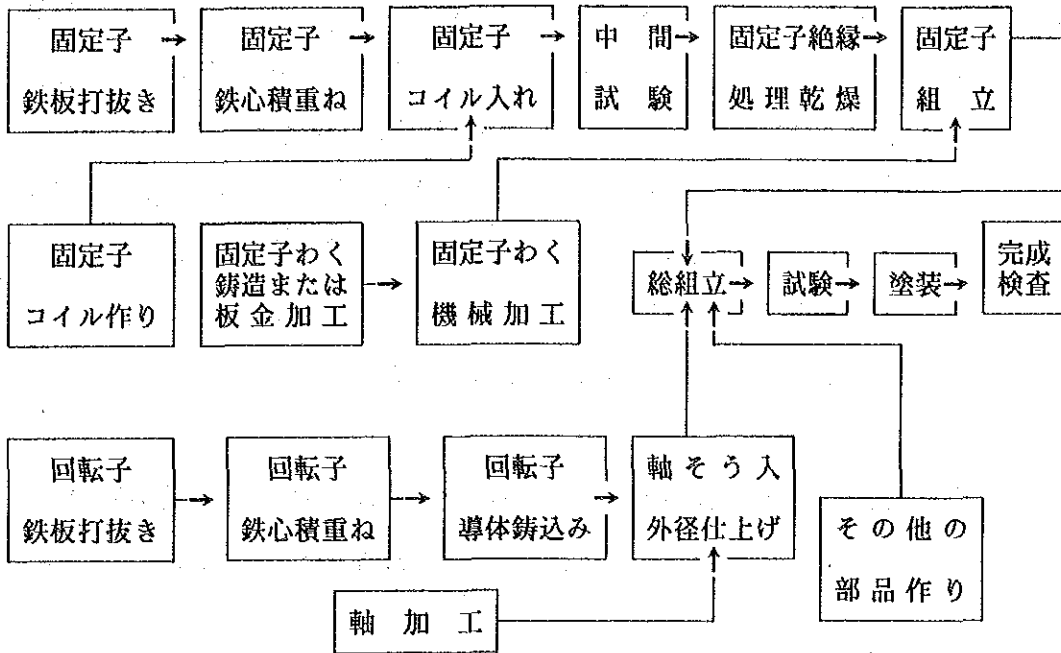 固定子
鉄板打抜き
固定子
鉄心積重ね
固定子
コイル入れ
中間
試験
固定子絶縁
処理乾燥
固定子
組立
固定子
コイル作り
固定子わく
鋳造または
板金加工
固定子わく
機械加工
総組立
試験
塗装
完成
検査
回転子
鉄板打抜き
回転子
鉄心積重ね
回転子
導体鋳込み
軸そう入
外径仕上げ
その他の
部品作り
軸加工